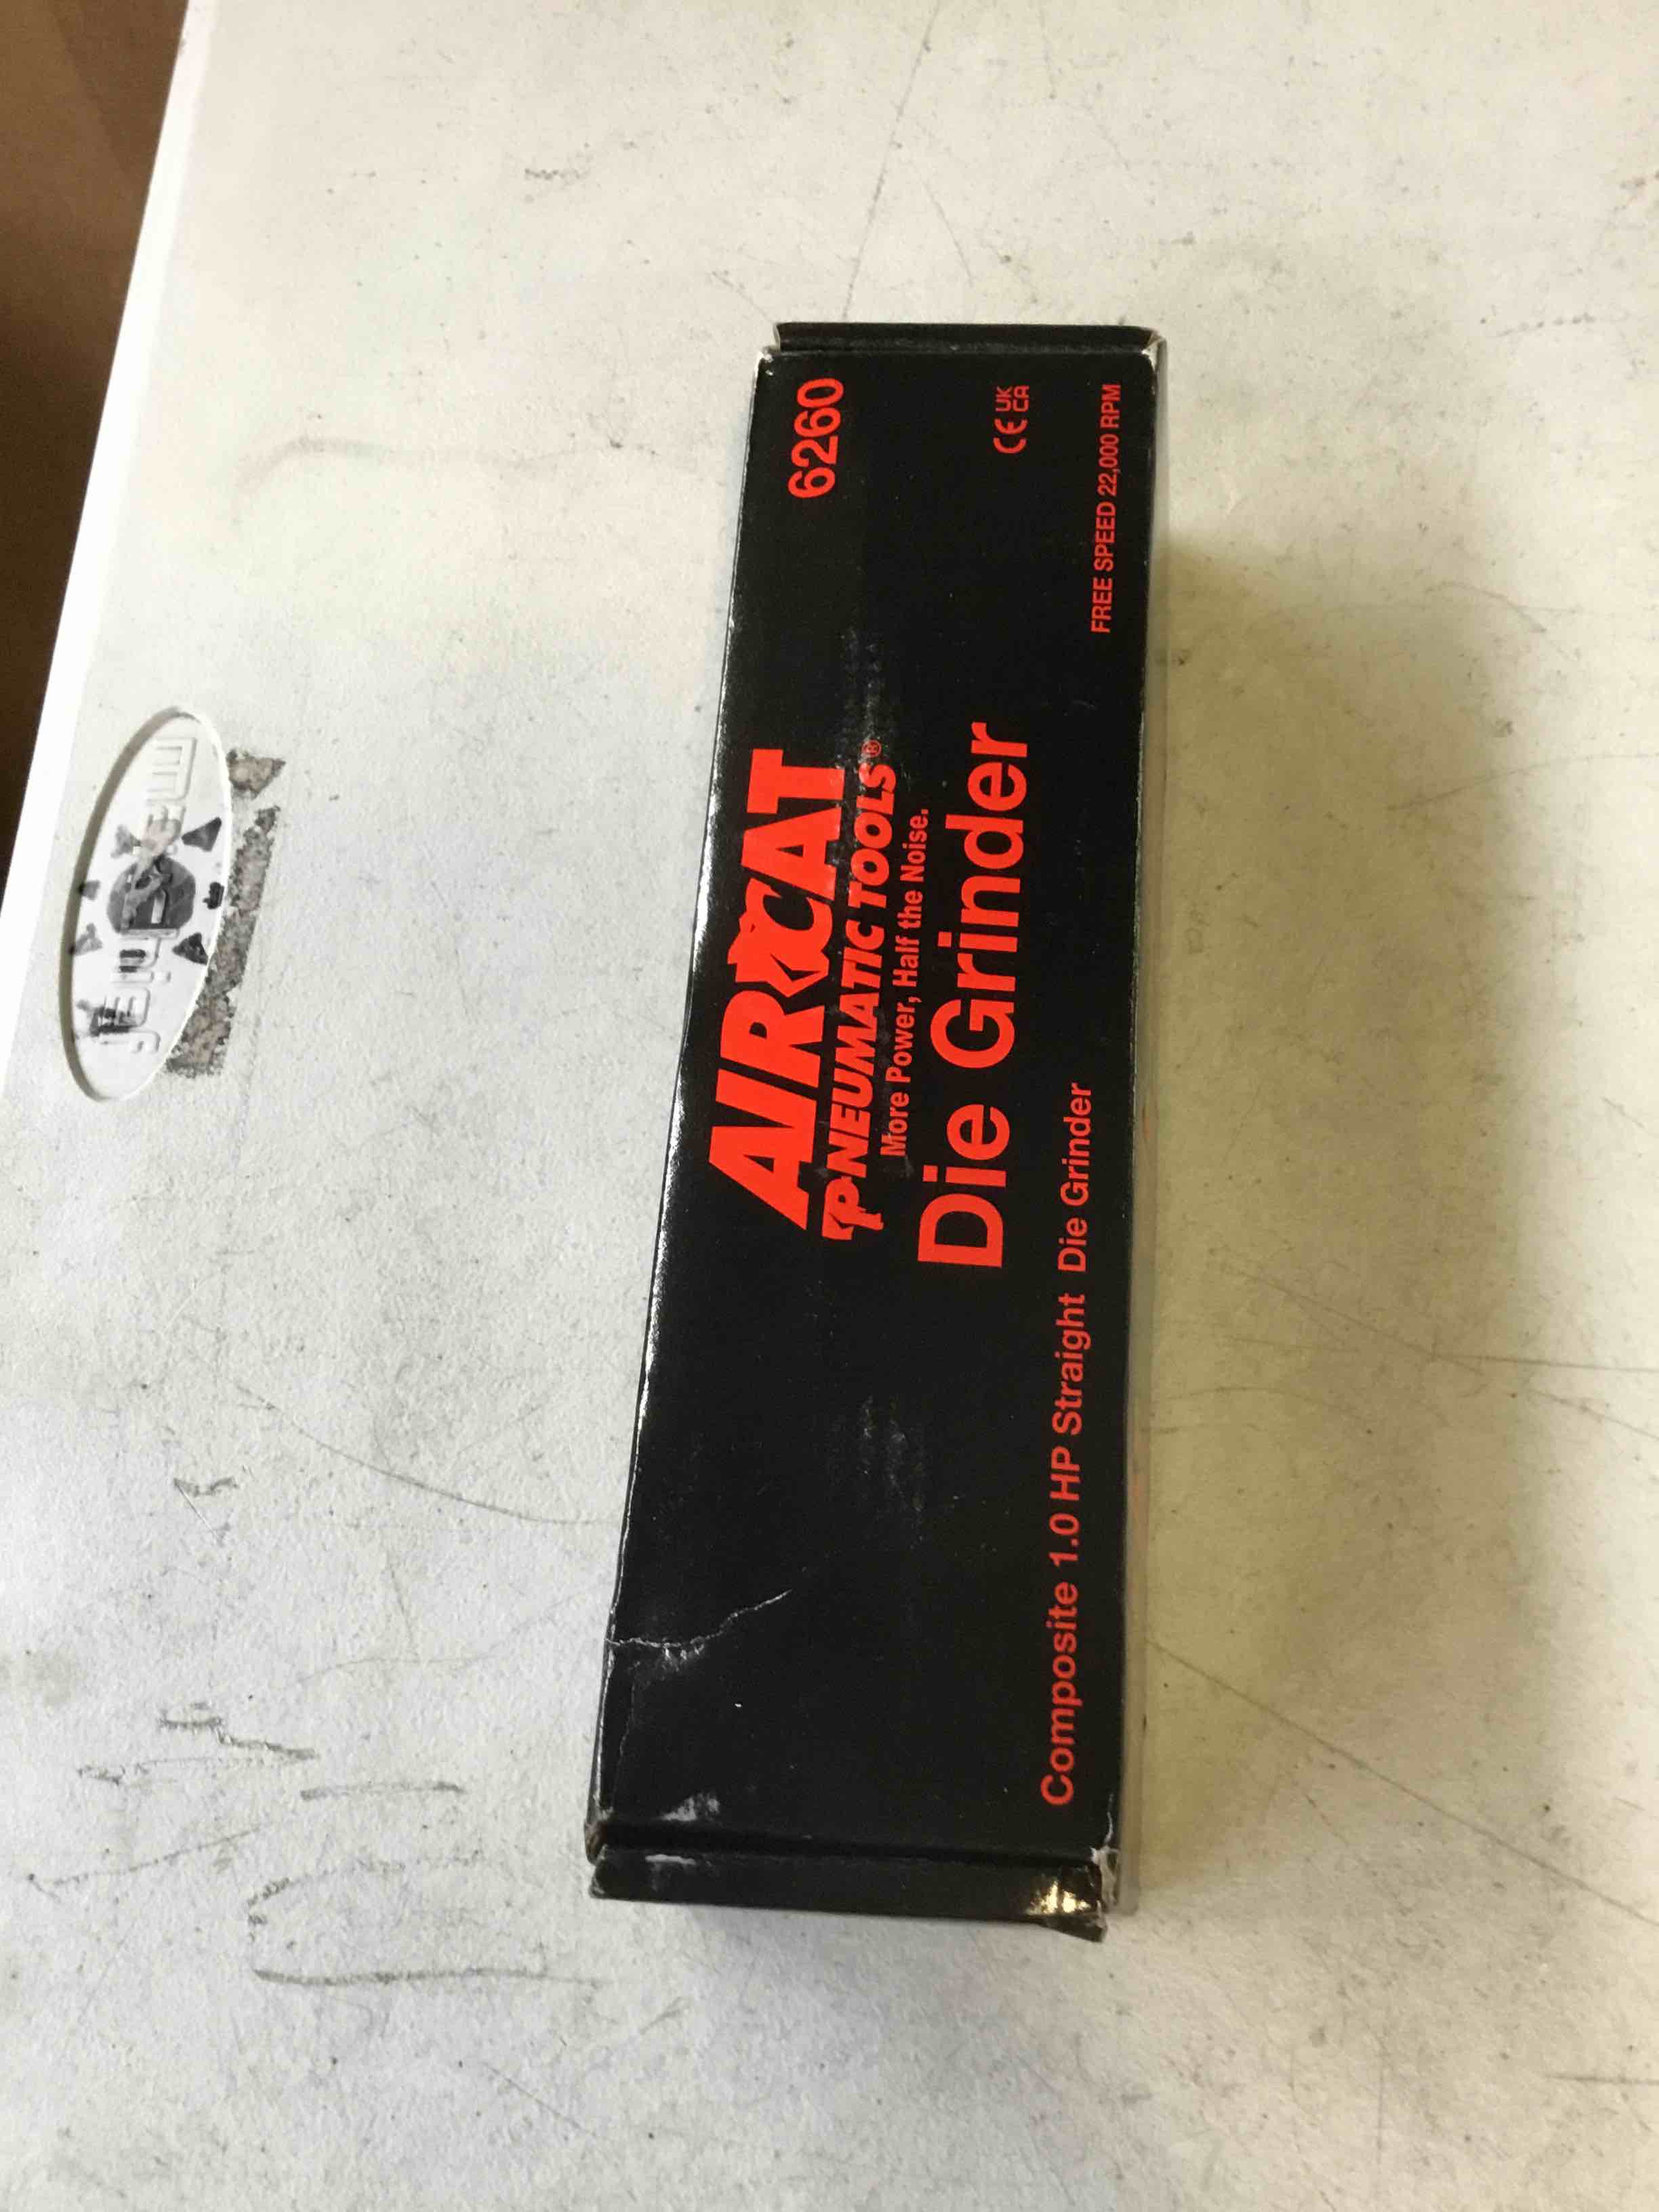 6260
AIRCAT
PNEUMATIC TOOLS®
More Power, Half the Noise.
Die Grinder
CE UK
CA
Composite 1.0 HP Straight Die Grinder
FREE SPEED 22,000 RPM